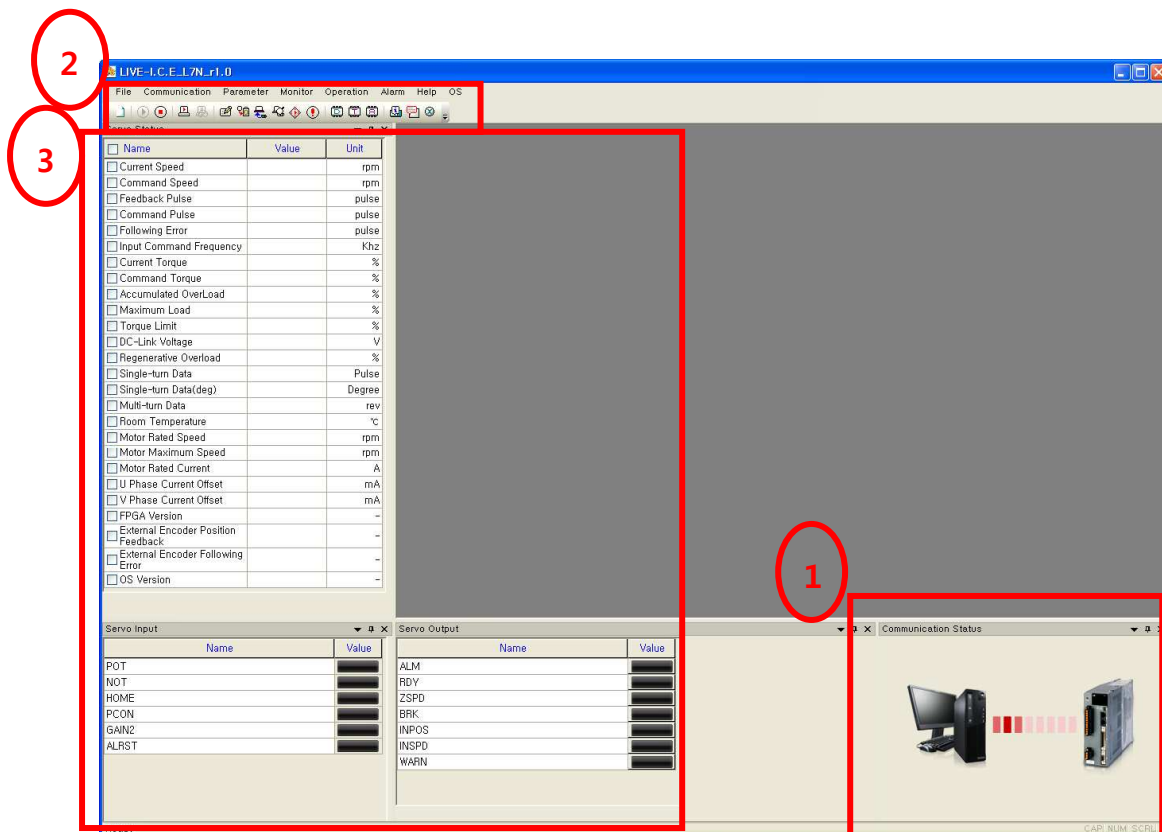 2
LIVE-I.C.E_L7N_r1.0
File Communication Parameter Monitor Operation Alarm Help OS
3
Servo Status
Name Value Unit
Current Speed rpm
Command Speed rpm
Feedback Pulse pulse
Command Pulse pulse
Following Error pulse
Input Command Frequency Khz
Current Torque %
Command Torque %
Accumulated OverLoad %
Maximum Load %
Torque Limit %
DC-Link Voltage V
Regenerative Overload %
Single-turn Data Pulse
Single-turn Data(deg) Degree
Multi-turn Data rev
Room Temperature ℃
Motor Rated Speed rpm
Motor Maximum Speed rpm
Motor Rated Current A
U Phase Current Offset mA
V Phase Current Offset mA
FPGA Version -
External Encoder Position
Feedback -
External Encoder Following
Error -
OS Version -
1
Servo Input
Name Value
POT
NOT
HOME
PCON
GAIN2
ALRST
Servo Output
Name Value
ALM
RDY
ZSPD
BRK
INPOS
INSPD
WARN
Communication Status
CAP NUM SCRL